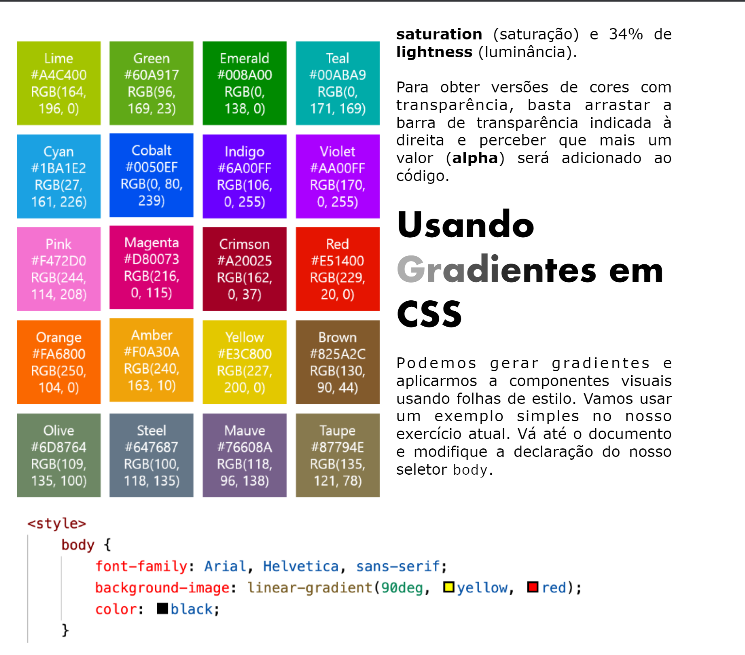 Lime
#A4C400
RGB(164,
196, 0)
Green
#60A917
RGB(96,
169, 23)
Emerald
#008A00
RGB(0,
138, 0)
Teal
#00ABA9
RGB(0,
171, 169)
Cyan
#1BA1E2
RGB(27,
161, 226)
Cobalt
#0050EF
RGB(0, 80,
239)
Indigo
#6A00FF
RGB(106,
0, 255)
Violet
#AA00FF
RGB(170,
0, 255)
Pink
#F472D0
RGB(244,
114, 208)
Magenta
#D80073
RGB(216,
0, 115)
Crimson
#A20025
RGB(162,
0, 37)
Red
#E51400
RGB(229,
20, 0)
Orange
#FA6800
RGB(250,
104, 0)
Amber
#F0A30A
RGB(240,
163, 10)
Yellow
#E3C800
RGB(227,
200, 0)
Brown
#825A2C
RGB(130,
90, 44)
Olive
#6D8764
RGB(109,
135, 100)
Steel
#647687
RGB(100,
118, 135)
Mauve
#76608A
RGB(118,
96, 138)
Taupe
#87794E
RGB(135,
121, 78)
saturation (saturação) e 34% de
lightness (luminância).
Para obter versões de cores com
transparência, basta arrastar a
barra de transparência indicada à
direita e perceber que mais um
valor (alpha) será adicionado ao
código.
Usando
Gradientes em
CSS
Podemos gerar gradientes e
aplicarmos a componentes visuais
usando folhas de estilo. Vamos usar
um exemplo simples no nosso
exercício atual. Vá até o documento
e modifique a declaração do nosso
seletor body.
<style>
body {
font-family: Arial, Helvetica, sans-serif;
background-image: linear-gradient(90deg, yellow, red);
color: black;
}